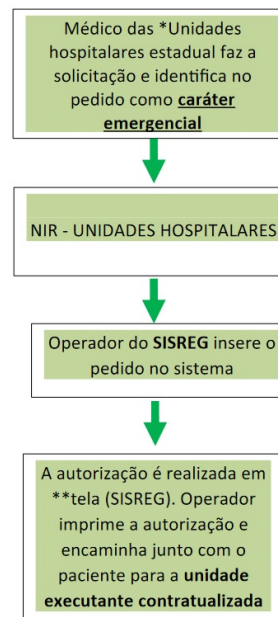 Médico das *Unidades
hospitalares estadual faz a
solicitação e identifica no
pedido como caráter
emergencial
NIR - UNIDADES HOSPITALARES
Operador do SISREG insere o
pedido no sistema
A autorização é realizada em
**tela (SISREG). Operador
imprime a autorização e
encaminha junto com o
paciente para a unidade
executante contratualizada